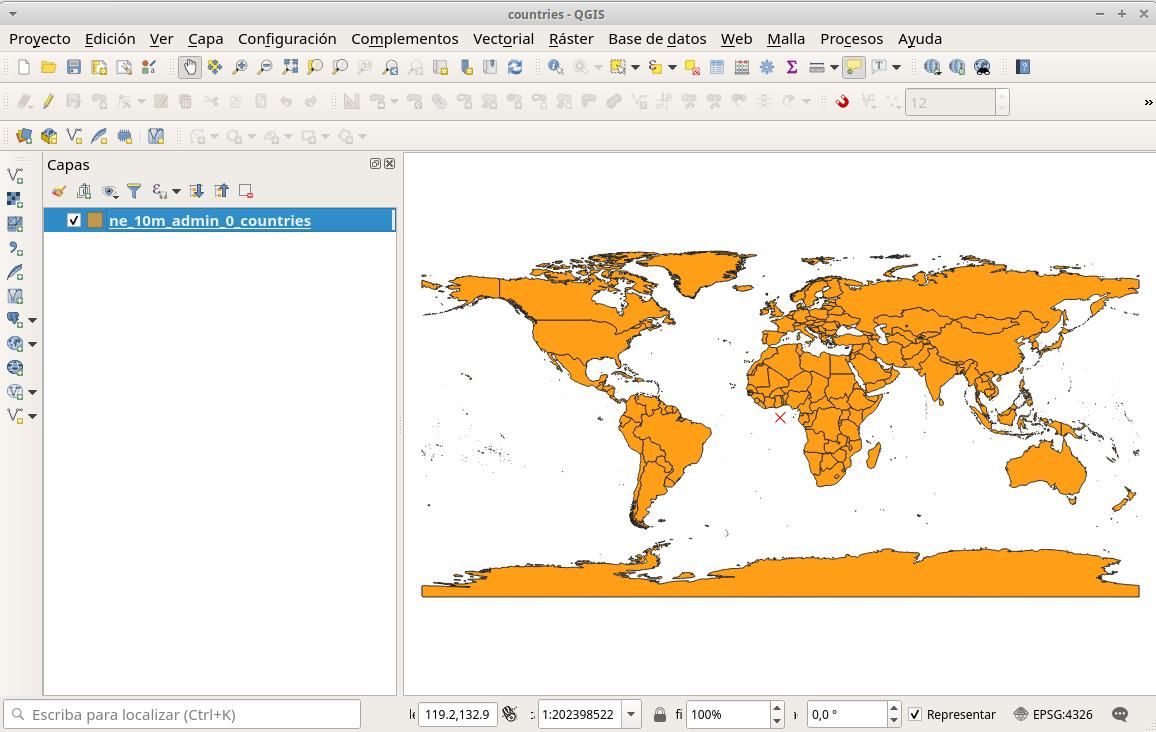 countries - QGIS
Proyecto Edición Ver Capa Configuración Complementos Vectorial Ráster Base de datos Web Malla Procesos Ayuda
12
Capas
ne_10m_admin_0_countries
Escriba para localizar (Ctrl+K) 119.2,132.9 1:202398522 100% 0,0 ° Representar EPSG:4326